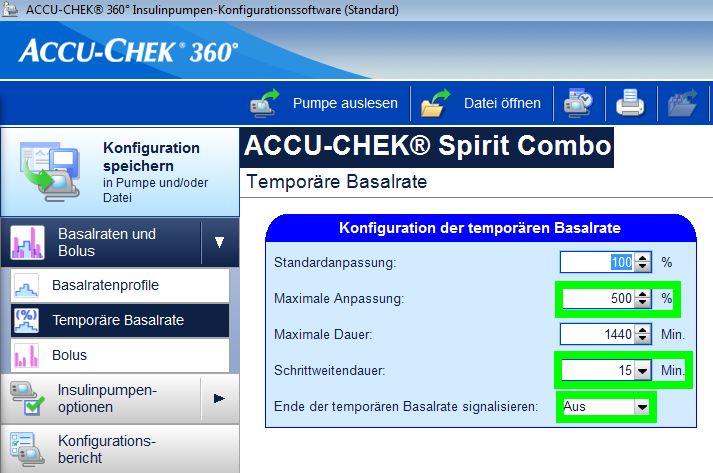 ACCU-CHEK® 360° Insulinpumpen-Konfigurationssoftware (Standard)
ACCU-CHEK® 360°
Pumpe auslesen
Datei öffnen
Konfiguration
speichern
in Pumpe und/oder
Datei
ACCU-CHEK® Spirit Combo
Temporäre Basalrate
Basalraten und
Bolus
Basalratenprofile
(%)
Temporäre Basalrate
Bolus
Insulinpumpen-
optionen
Konfigurations-
bericht
Konfiguration der temporären Basalrate
Standardanpassung: 100 %
Maximale Anpassung: 500 %
Maximale Dauer: 1440 Min.
Schrittweitendauer: 15 Min.
Ende der temporären Basalrate signalisieren: Aus